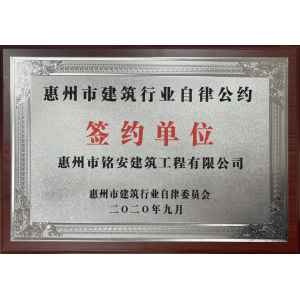 惠州市建筑行业自律公约
签约单位
惠州市铭安建筑工程有限公司
惠州市建筑行业自律委员会
二〇二〇年九月